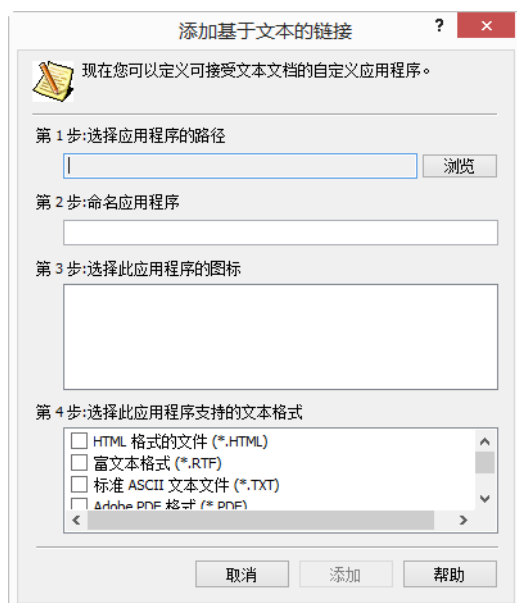 添加基于文本的链接
?
×
现在您可以定义可接受文本文档的自定义应用程序。
第 1 步:选择应用程序的路径
浏览
第 2 步:命名应用程序
第 3 步:选择此应用程序的图标
第 4 步:选择此应用程序支持的文本格式
HTML 格式的文件 (*.HTML)
富文本格式 (*.RTF)
标准 ASCII 文本文件 (*.TXT)
Adobe PDF 格式 (*.PDF)
取消
添加
帮助